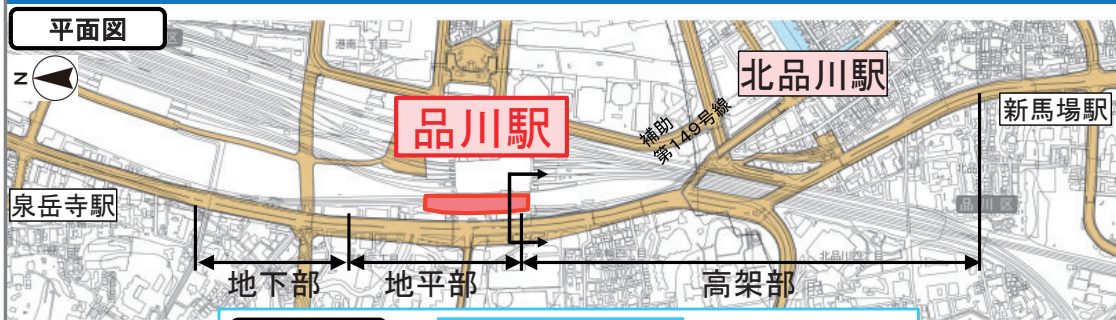 平面図
区
港南二丁目
N
北品川駅
品川駅
補助
第149号線
新馬場駅
泉岳寺駅
品川区
地下部
地平部
高架部